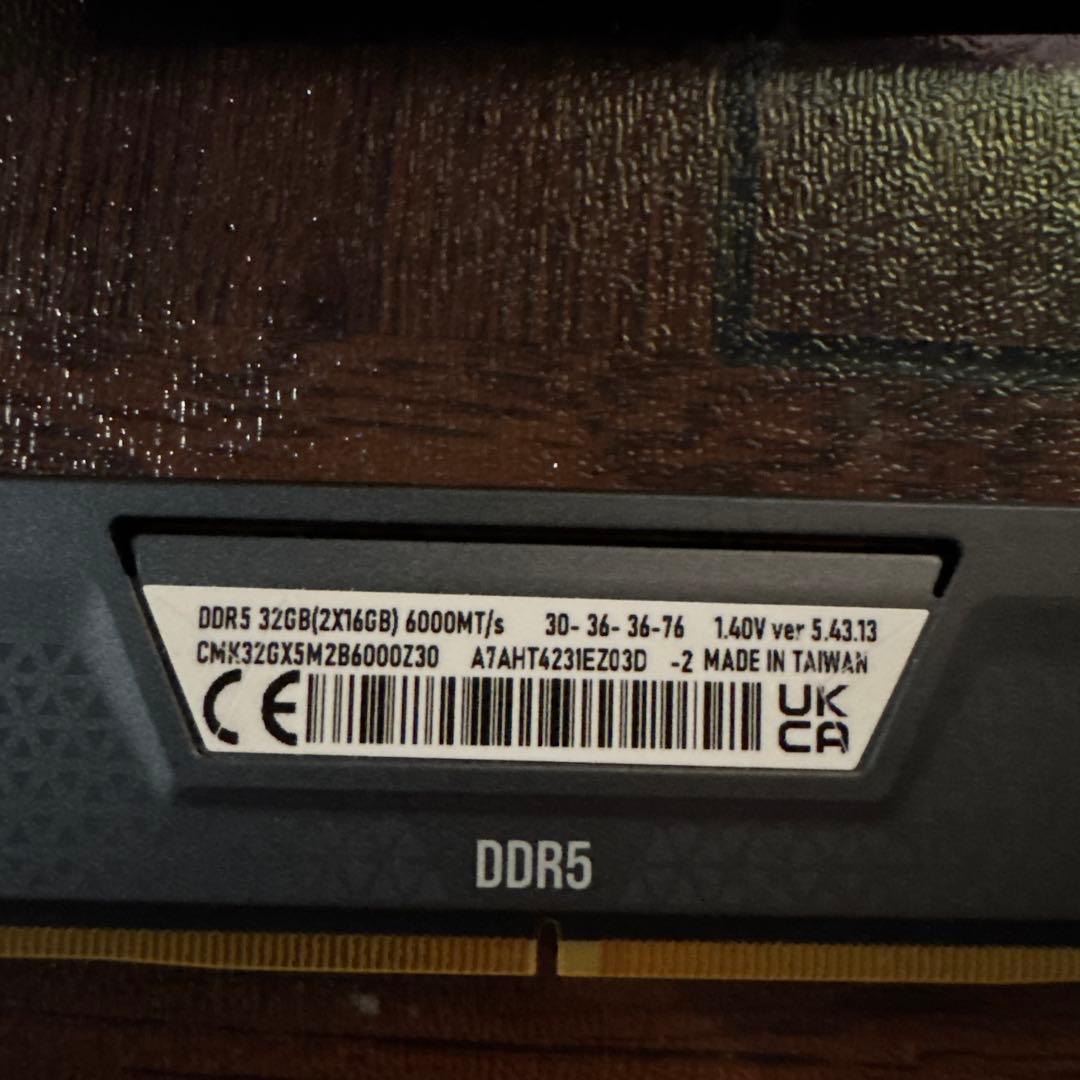 DDR5 32GB(2X16GB) 6000MT/s 30- 36- 36-76 1.40V ver 5.43.13
CMK32GX5M2B6000Z30 A7AHT4231EZ03D -2 MADE IN TAIWAN
CE UK
CA
DDR5